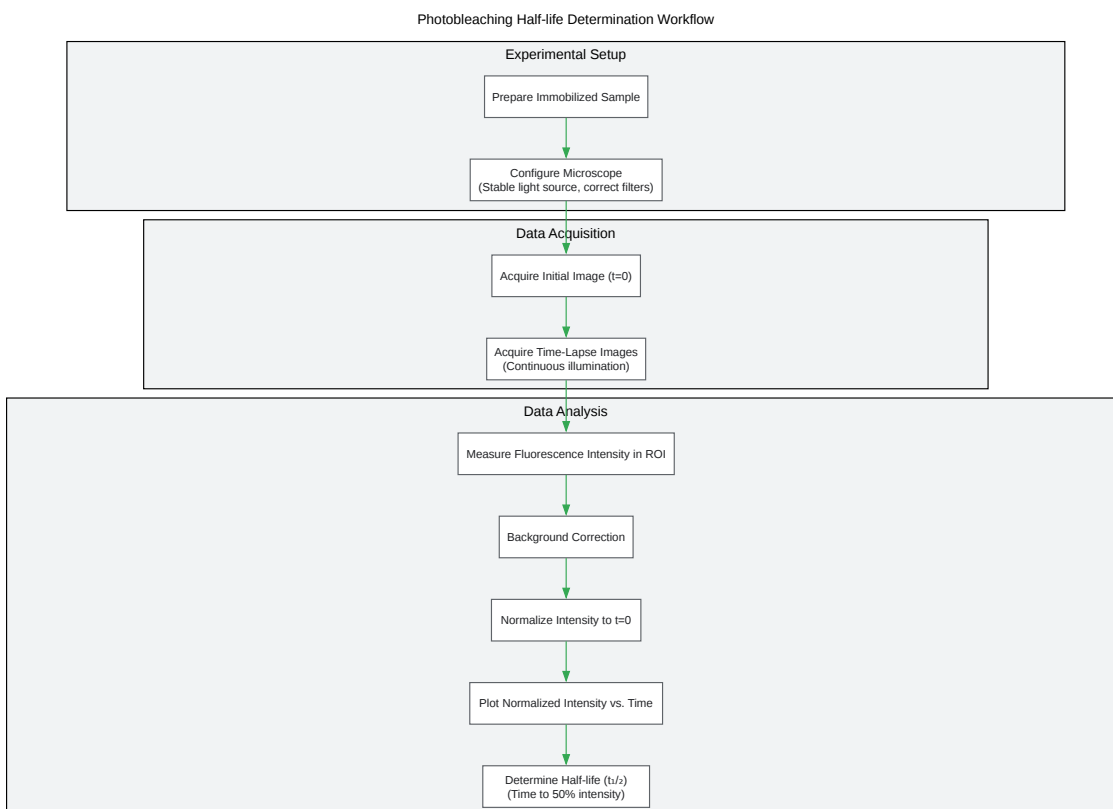 Photobleaching Half-life Determination Workflow
Experimental Setup
Prepare Immobilized Sample
Configure Microscope
(Stable light source, correct filters)
Data Acquisition
Acquire Initial Image (t=0)
Acquire Time-Lapse Images
(Continuous illumination)
Data Analysis
Measure Fluorescence Intensity in ROI
Background Correction
Normalize Intensity to t=0
Plot Normalized Intensity vs. Time
Determine Half-life (t₁/₂)
(Time to 50% intensity)